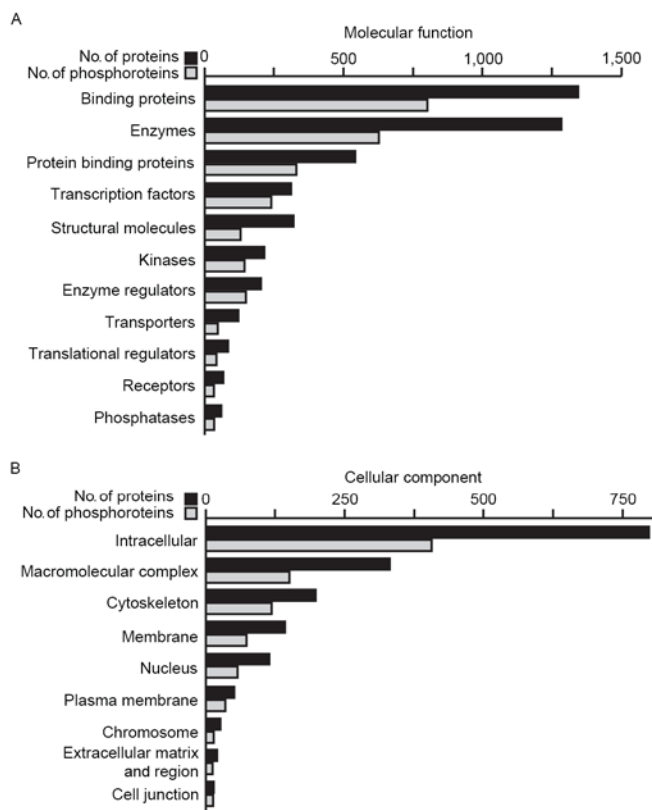 A
Molecular function
No. of proteins
No. of phosphoroteins
0 500 1,000 1,500
Binding proteins
Enzymes
Protein binding proteins
Transcription factors
Structural molecules
Kinases
Enzyme regulators
Transporters
Translational regulators
Receptors
Phosphatases
B
Cellular component
No. of proteins
No. of phosphoroteins
0 250 500 750
Intracellular
Macromolecular complex
Cytoskeleton
Membrane
Nucleus
Plasma membrane
Chromosome
Extracellular matrix
and region
Cell junction